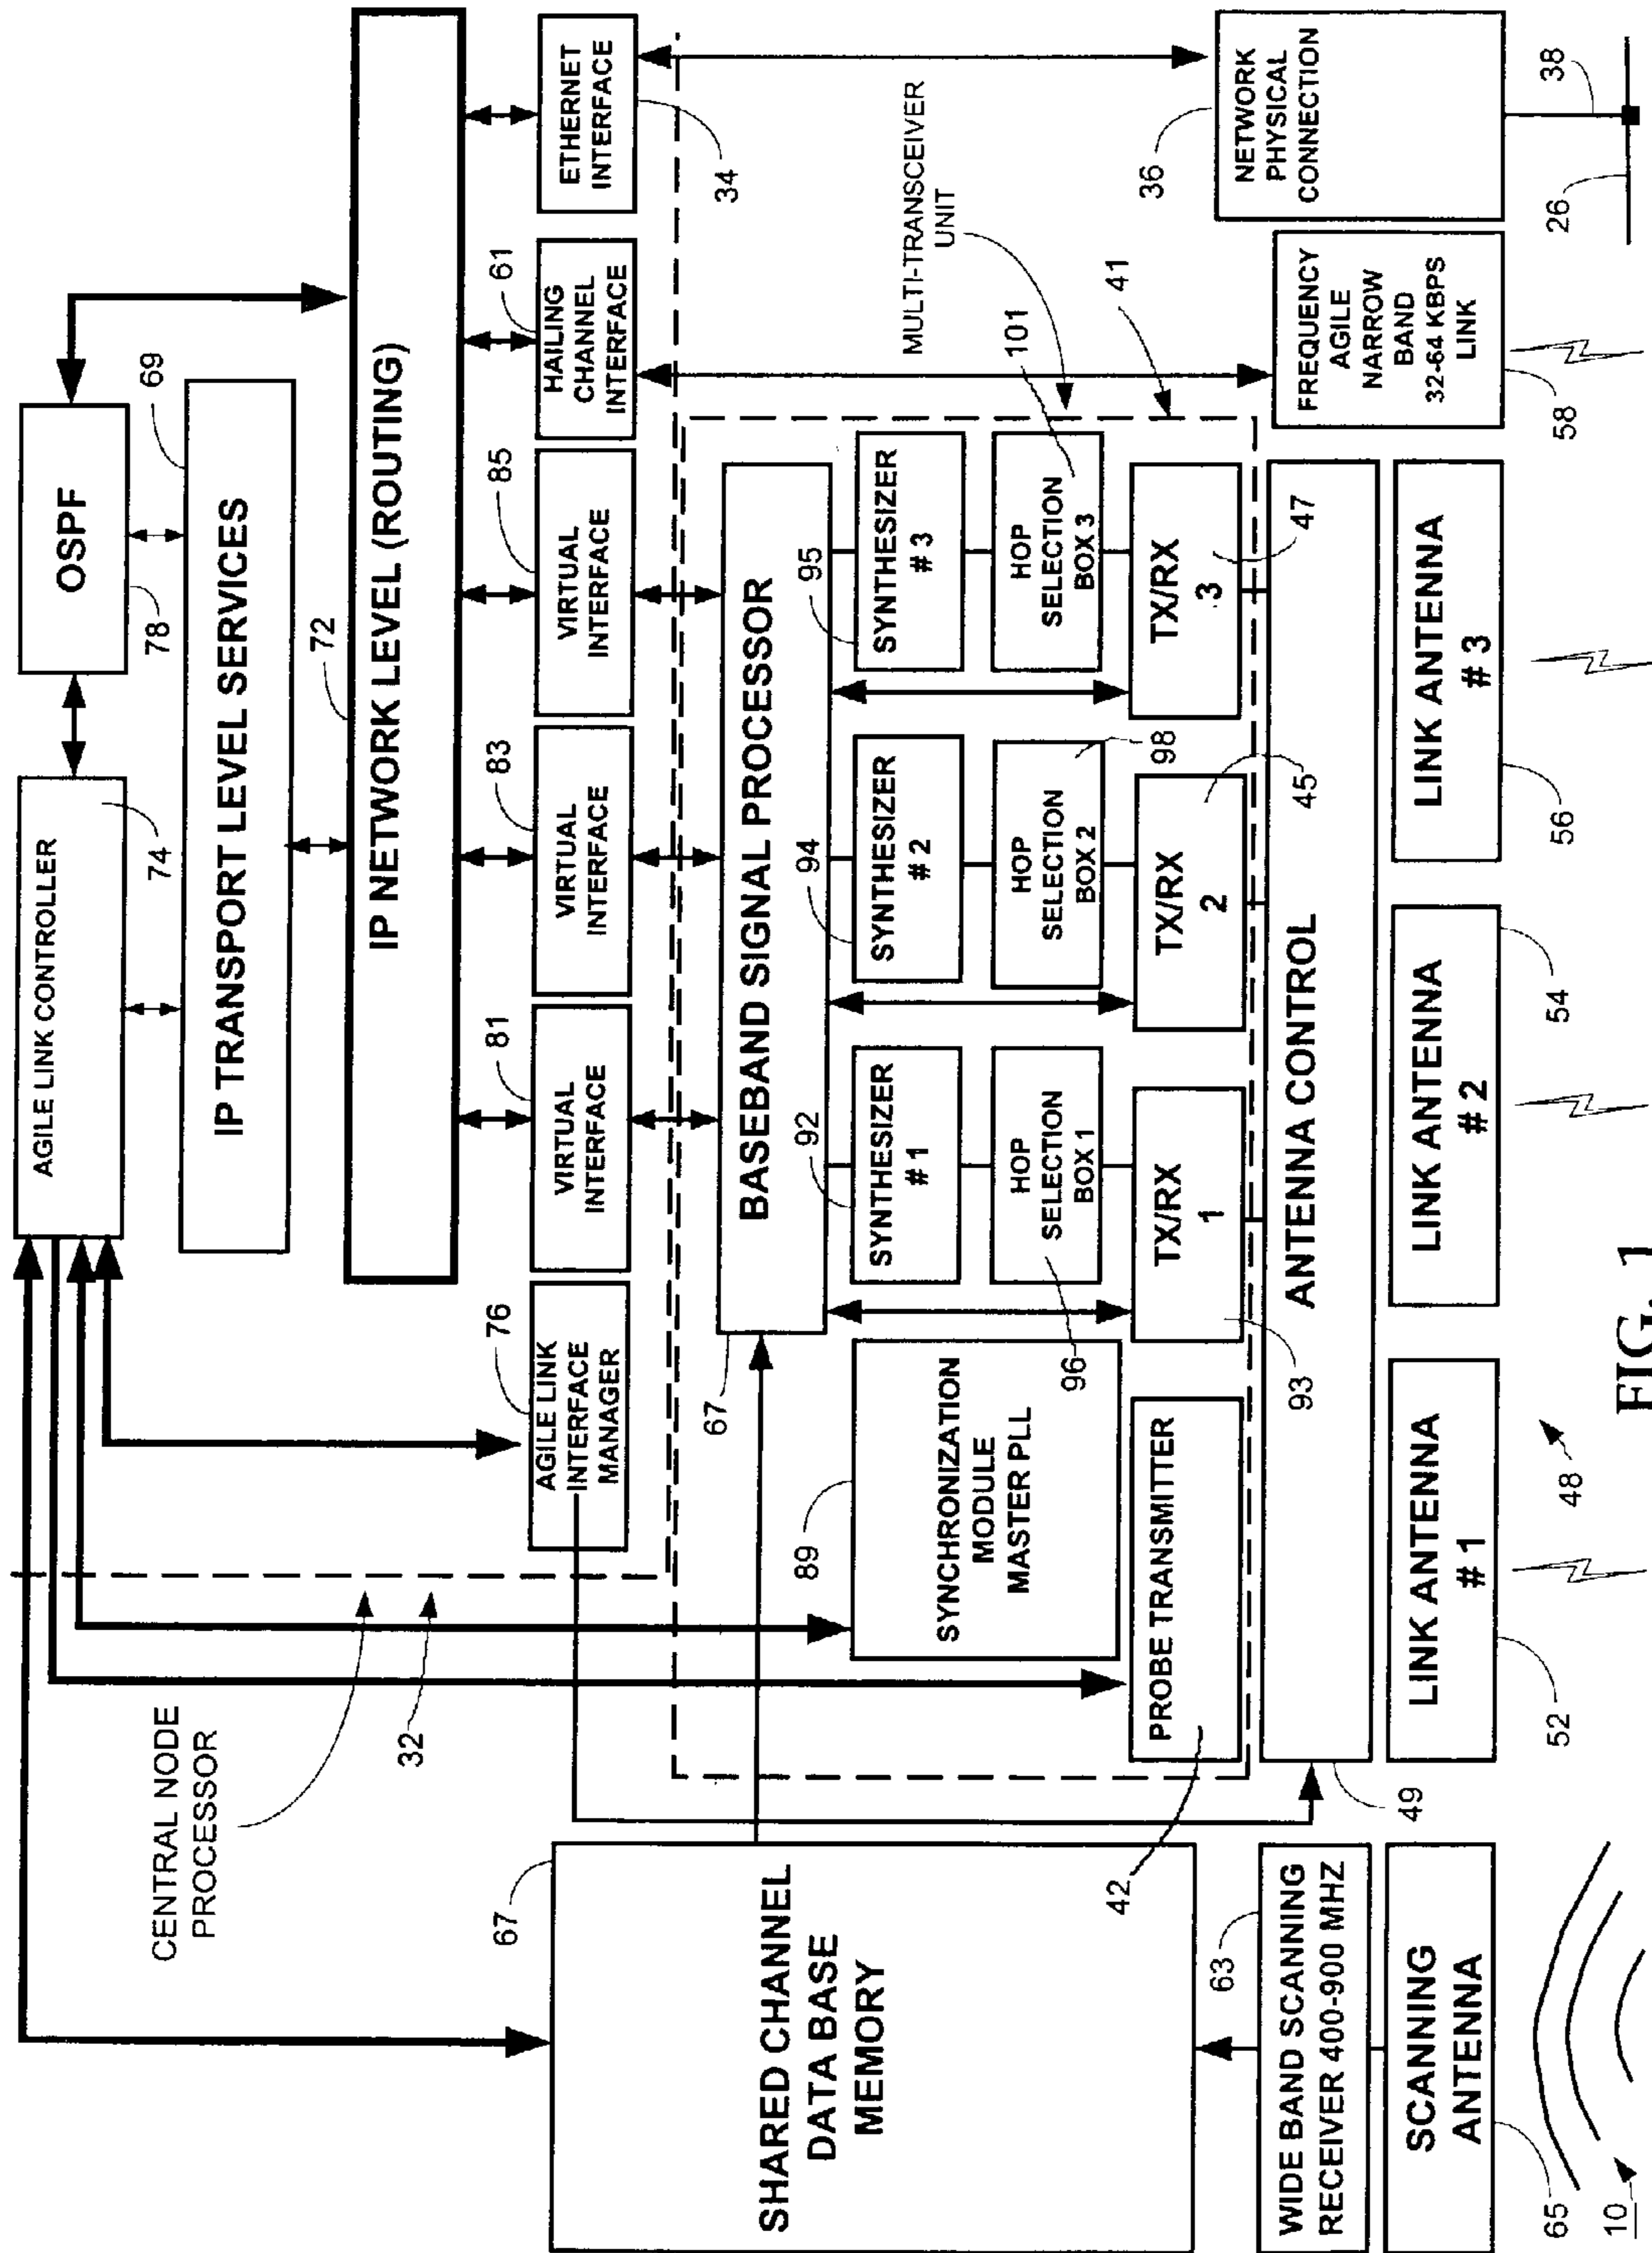 CENTRAL NODE
PROCESSOR
32
AGILE LINK CONTROLLER
74
OSPF
78
IP TRANSPORT LEVEL SERVICES
69
72
IP NETWORK LEVEL (ROUTING)
76
AGILE LINK
INTERFACE
MANAGER
81
VIRTUAL
INTERFACE
83
VIRTUAL
INTERFACE
85
VIRTUAL
INTERFACE
61
HAILING
CHANNEL
INTERFACE
ETHERNET
INTERFACE
34
67
SHARED CHANNEL
DATA BASE
MEMORY
67
BASEBAND SIGNAL PROCESSOR
MULTI-TRANSCEIVER
UNIT
41
89
SYNCHRONIZATION
MODULE
MASTER PLL
92
SYNTHESIZER
# 1
94
SYNTHESIZER
# 2
95
SYNTHESIZER
# 3
96
HOP
SELECTION
BOX 1
HOP
SELECTION
BOX 2
98
HOP
SELECTION
BOX 3
101
42
PROBE TRANSMITTER
TX/RX
1
93
TX/RX
2
45
TX/RX
3
47
36
NETWORK
PHYSICAL
CONNECTION
63
WIDE BAND SCANNING
RECEIVER 400-900 MHZ
49
ANTENNA CONTROL
FREQUENCY
AGILE
NARROW
BAND
32-64 KBPS
LINK
58
SCANNING
ANTENNA
65
LINK ANTENNA
# 1
52
LINK ANTENNA
# 2
54
LINK ANTENNA
# 3
56
26
38
10
48
FIG. 1